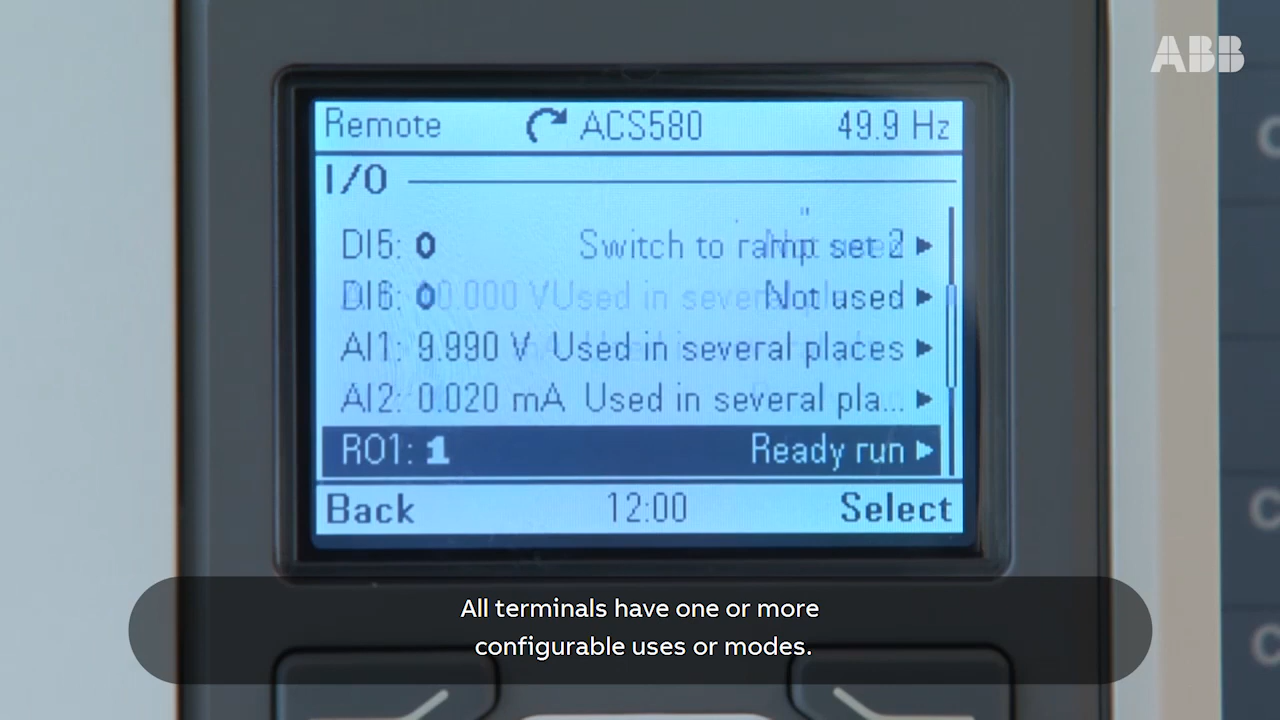 ABB
Remote ACS580 49.9 Hz
I/O
DI5: 0 Switch to ramp set 2
DI6: 0 Not used
AI1: 9.990 V Used in several places
AI2: 0.020 mA Used in several pla...
RO1: 1 Ready run
Back 12:00 Select
All terminals have one or more
configurable uses or modes.